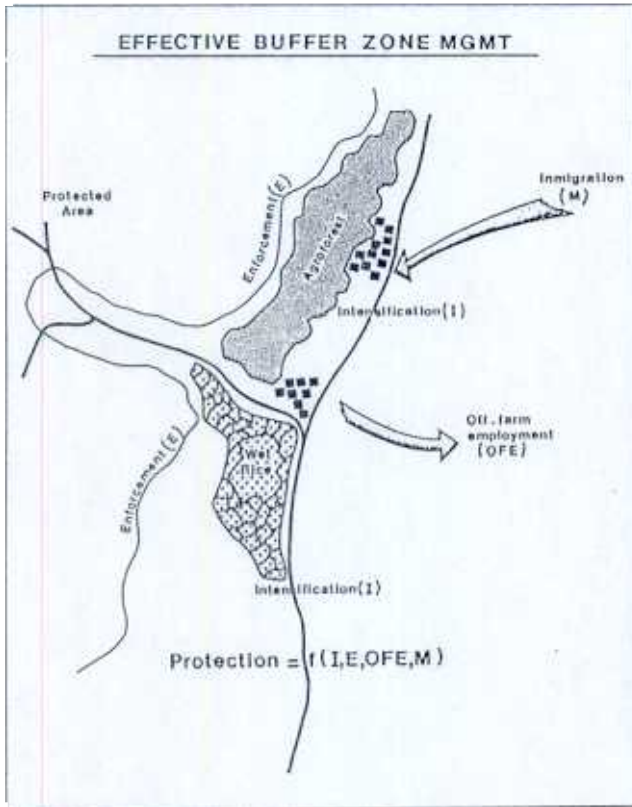 EFFECTIVE BUFFER ZONE MGMT
Protected
Area
Enforcement(E)
Agroforest
Inmigration
(M)
Intensification(I)
Off-farm
employment
(OFE)
Enforcement(E)
Wet
Rice
Intensification(I)
Protection = f(I,E,OFE,M)